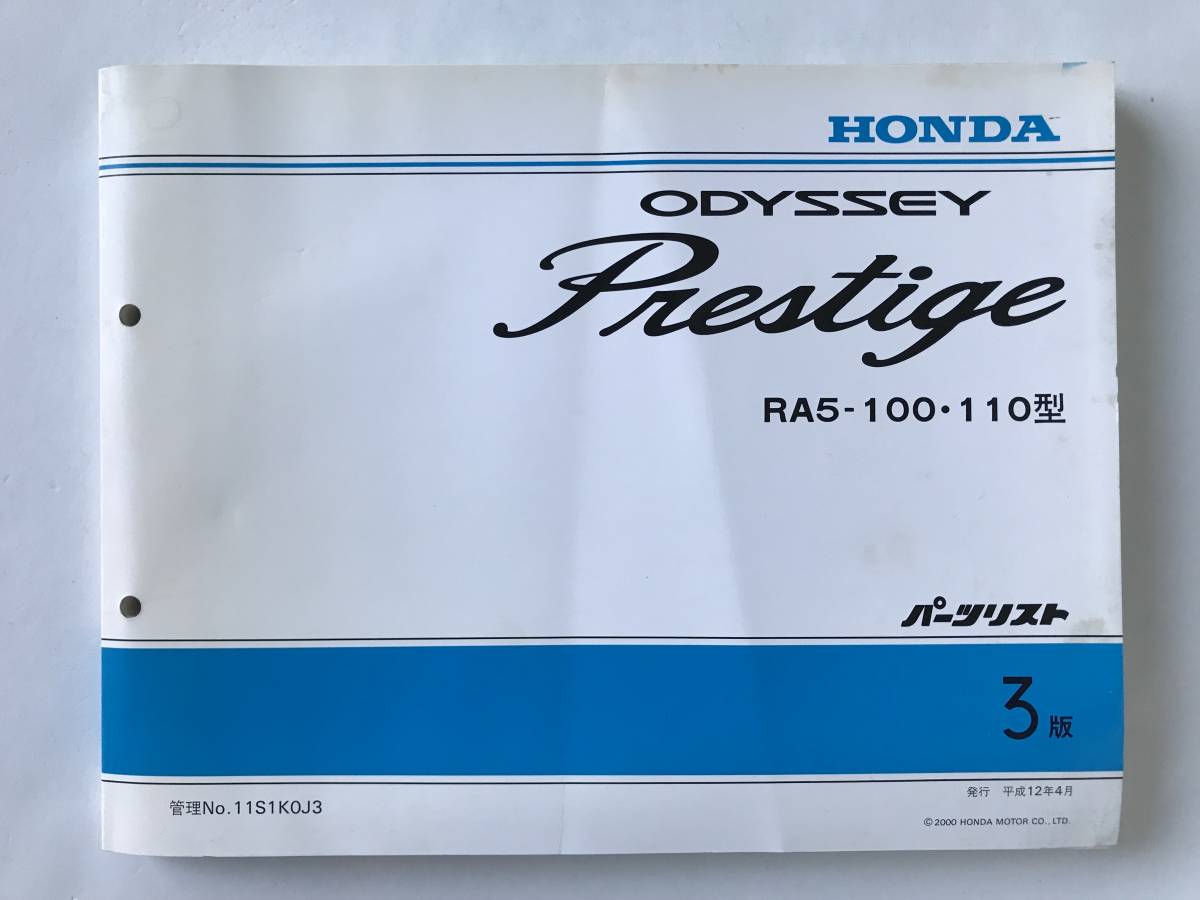 HONDA
ODYSSEY
Prestige
RA5-100・110型
パーツリスト
3版
発行 平成12年4月
管理No.11S1K0J3
© 2000 HONDA MOTOR CO., LTD.